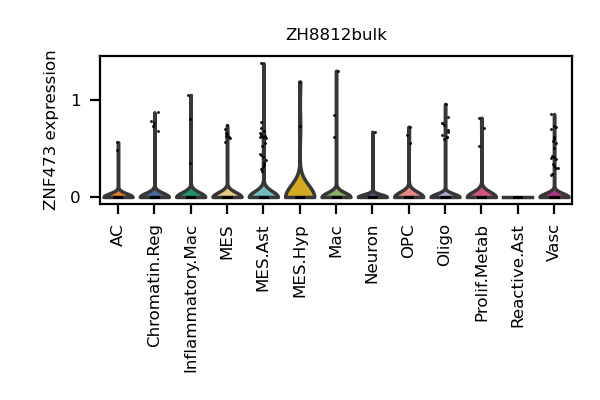 ZH8812bulk
ZNF473 expression
1
0
AC
Chromatin.Reg
Inflammatory.Mac
MES
MES.Ast
MES.Hyp
Mac
Neuron
OPC
Oligo
Prolif.Metab
Reactive.Ast
Vasc